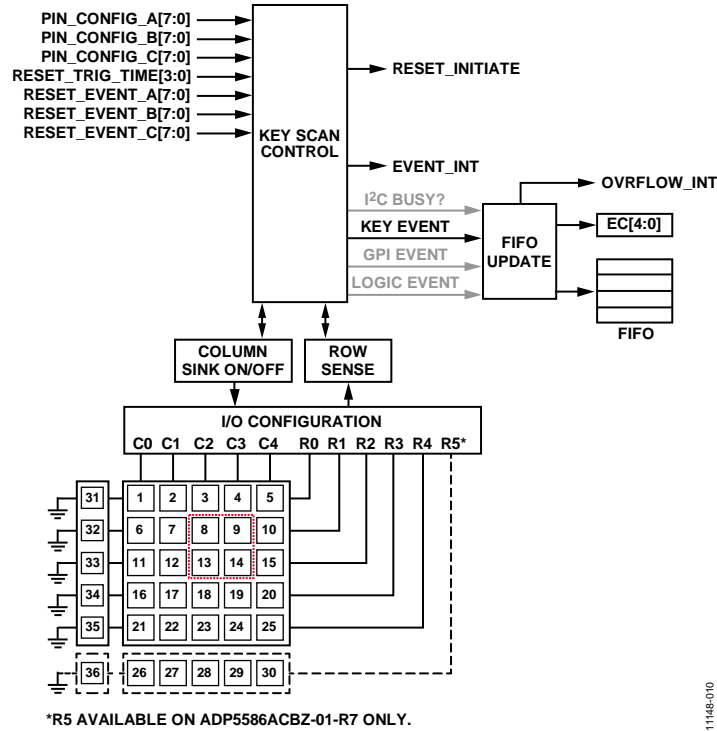 PIN_CONFIG_A[7:0]
PIN_CONFIG_B[7:0]
PIN_CONFIG_C[7:0]
RESET_TRIG_TIME[3:0]
RESET_EVENT_A[7:0]
RESET_EVENT_B[7:0]
RESET_EVENT_C[7:0]
KEY SCAN
CONTROL
RESET_INITIATE
EVENT_INT
I2C BUSY?
KEY EVENT
GPI EVENT
LOGIC EVENT
FIFO
UPDATE
OVRFLOW_INT
EC[4:0]
FIFO
COLUMN
SINK ON/OFF
ROW
SENSE
I/O CONFIGURATION
C0 C1 C2 C3 C4 R0 R1 R2 R3 R4 R5*
31 1 2 3 4 5
32 6 7 8 9 10
33 11 12 13 14 15
34 16 17 18 19 20
35 21 22 23 24 25
36 26 27 28 29 30
*R5 AVAILABLE ON ADP5586ACBZ-01-R7 ONLY.
11148-010